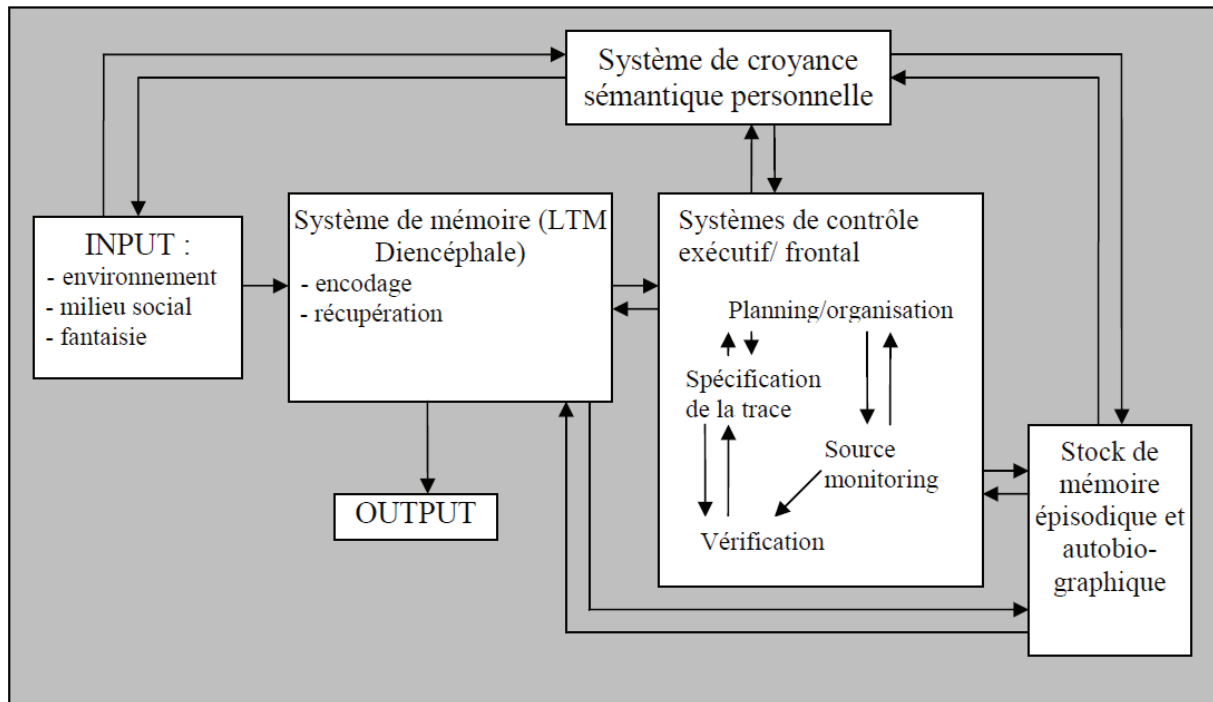 Système de croyance
sémantique personnelle
INPUT :
- environnement
- milieu social
- fantaisie
Système de mémoire (LTM
Diencéphale)
- encodage
- récupération
OUTPUT
Systèmes de contrôle
exécutif/ frontal
Planning/organisation
Spécification
de la trace
Source
monitoring
Vérification
Stock de
mémoire
épisodique et
autobio-
graphique